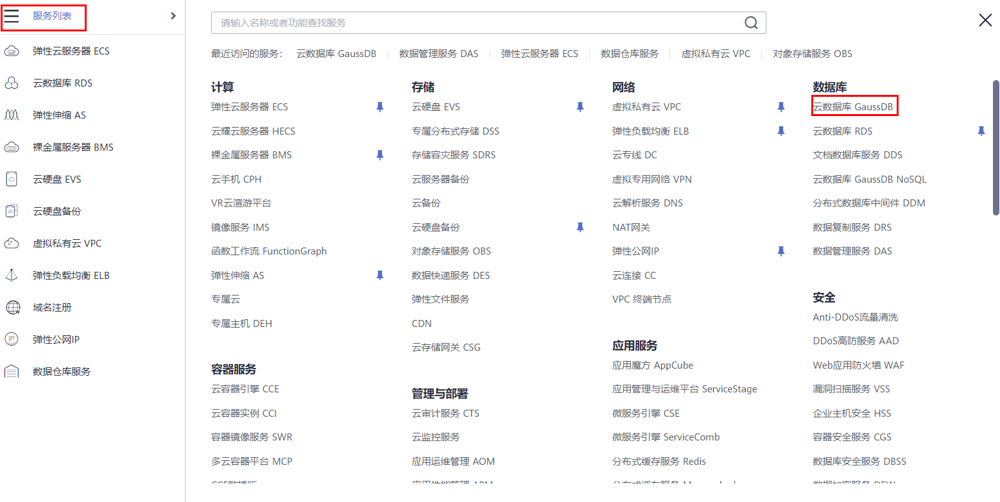 服务列表
弹性云服务器 ECS
云数据库 RDS
弹性伸缩 AS
裸金属服务器 BMS
云硬盘 EVS
云硬盘备份
虚拟私有云 VPC
弹性负载均衡 ELB
域名注册
弹性公网IP
数据仓库服务
请输入名称或者功能查找服务
最近访问的服务： 云数据库 GaussDB 数据管理服务 DAS 弹性云服务器 ECS 数据仓库服务 虚拟私有云 VPC 对象存储服务 OBS
计算
弹性云服务器 ECS
云耀云服务器 HECS
裸金属服务器 BMS
云手机 CPH
VR云渲游平台
镜像服务 IMS
函数工作流 FunctionGraph
弹性伸缩 AS
专属云
专属主机 DEH
容器服务
云容器引擎 CCE
云容器实例 CCI
容器镜像服务 SWR
多云容器平台 MCP
存储
云硬盘 EVS
专属分布式存储 DSS
存储容灾服务 SDRS
云服务器备份
云备份
云硬盘备份
对象存储服务 OBS
数据快递服务 DES
弹性文件服务
CDN
云存储网关 CSG
管理与部署
云审计服务 CTS
云监控服务
应用运维管理 AOM
网络
虚拟私有云 VPC
弹性负载均衡 ELB
云专线 DC
虚拟专用网络 VPN
云解析服务 DNS
NAT网关
弹性公网IP
云连接 CC
VPC 终端节点
应用服务
应用魔方 AppCube
应用管理与运维平台 ServiceStage
微服务引擎 CSE
微服务引擎 ServiceComb
分布式缓存服务 Redis
数据库
云数据库 GaussDB
云数据库 RDS
文档数据库服务 DDS
云数据库 GaussDB NoSQL
分布式数据库中间件 DDM
数据复制服务 DRS
数据管理服务 DAS
安全
Anti-DDoS流量清洗
DDoS高防服务 AAD
Web应用防火墙 WAF
漏洞扫描服务 VSS
企业主机安全 HSS
容器安全服务 CGS
数据库安全服务 DBSS